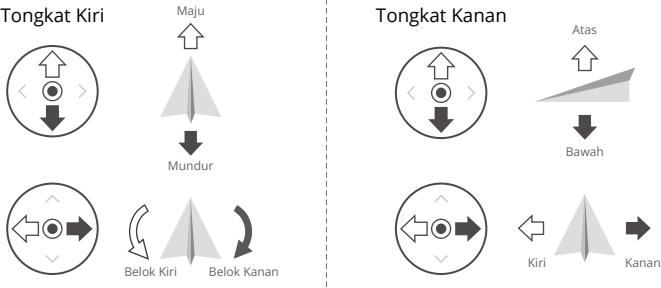 Tongkat Kiri
Maju
Mundur
Belok Kiri
Belok Kanan
Tongkat Kanan
Atas
Bawah
Kiri
Kanan